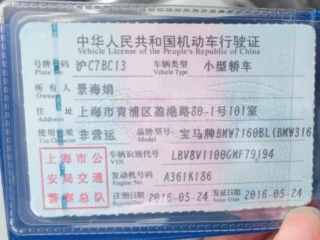 中华人民共和国机动车行驶证
Vehicle License of the People's Republic of China
号牌号码 沪C7BC13 车辆类型 小型轿车
Plate No. Vehicle Type
所有人 景海娟
Owner
住址 上海市青浦区盈港路80-1号101室
Address
使用性质 非营运 品牌型号 宝马牌BMW7160BL(BMW316
上海市公
安局交通
警察总队
车辆识别代号 LBV8V1100GMF79194
VIN
发动机号码 A361K186
Engine No.
注册日期 2016-05-24 发证日期 2016-05-24